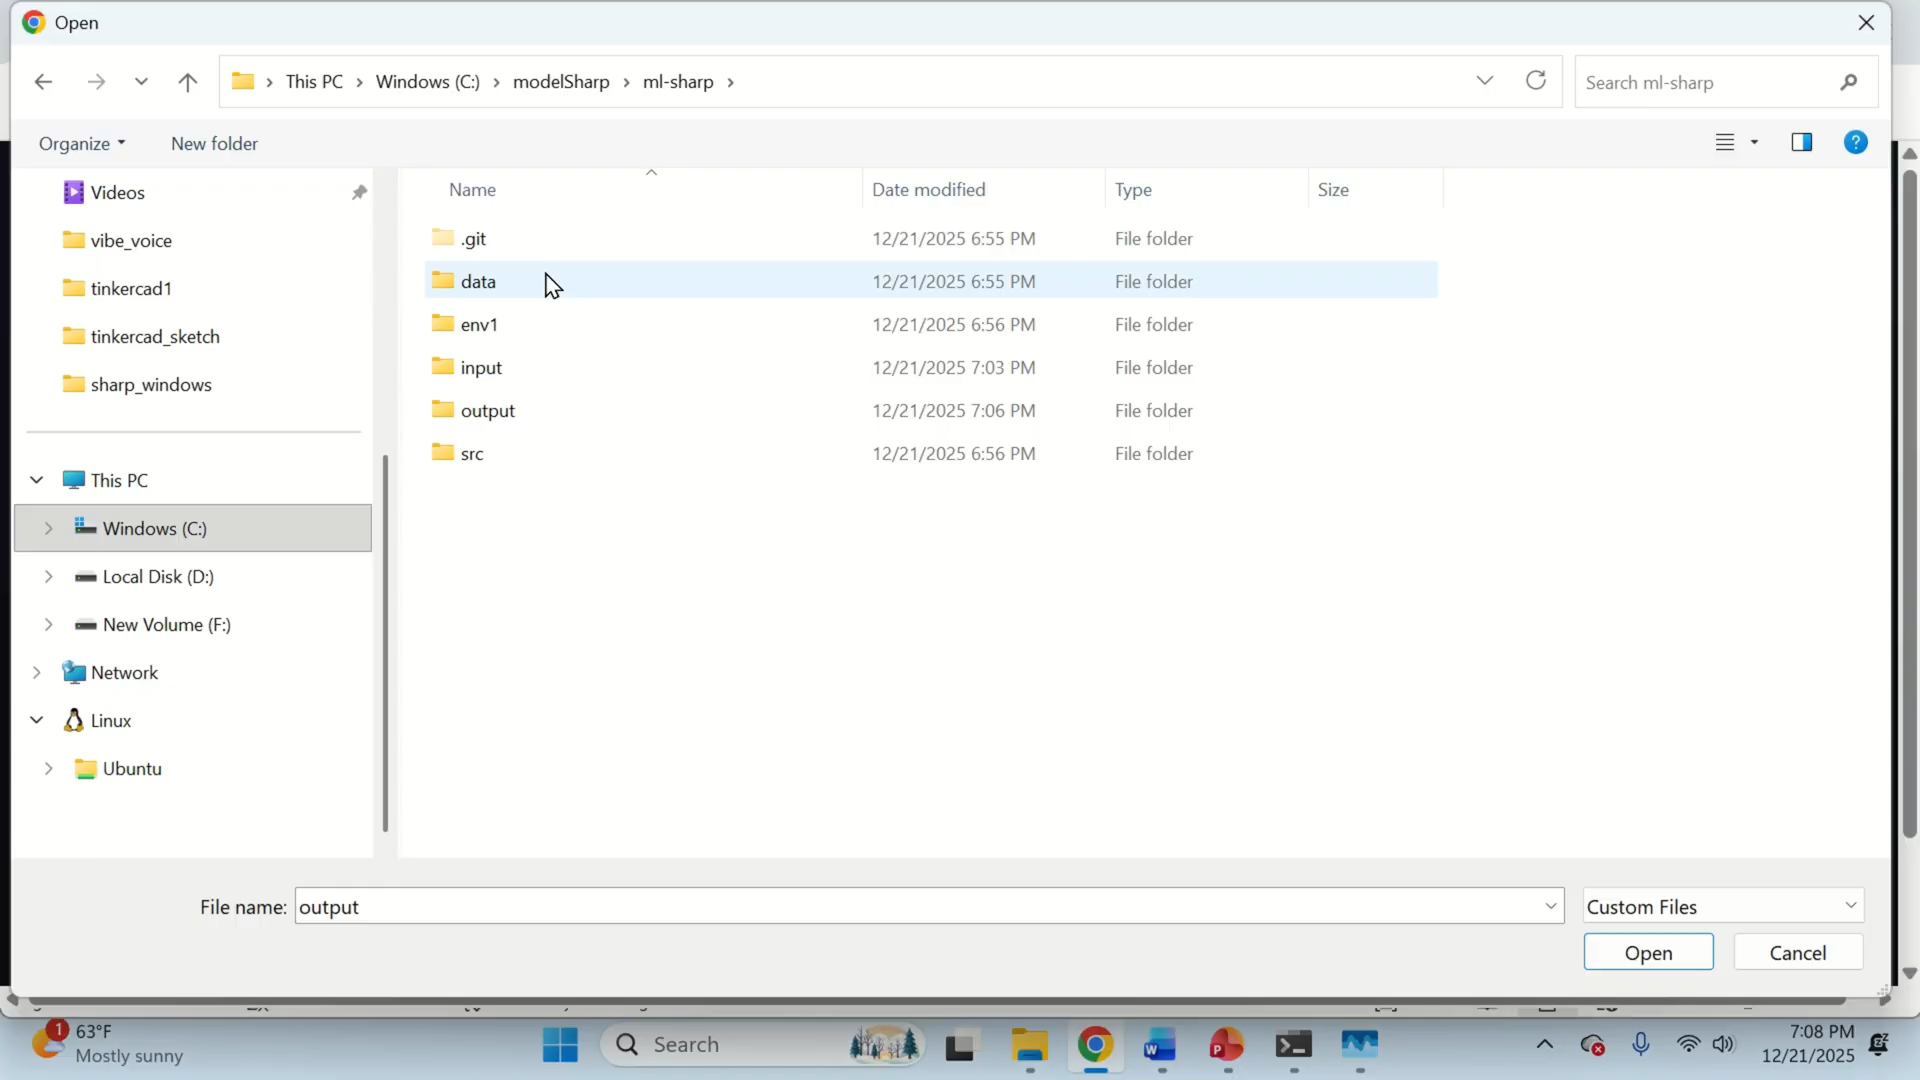 Open
This PC > Windows (C:) > modelSharp > ml-sharp >
Search ml-sharp
Organize
New folder
?
Videos
vibe_voice
tinkercad1
tinkercad_sketch
sharp_windows
This PC
Windows (C:)
Local Disk (D:)
New Volume (F:)
Network
Linux
Ubuntu
Name Date modified Type Size
.git 12/21/2025 6:55 PM File folder
data 12/21/2025 6:55 PM File folder
env1 12/21/2025 6:56 PM File folder
input 12/21/2025 7:03 PM File folder
output 12/21/2025 7:06 PM File folder
src 12/21/2025 6:56 PM File folder
File name: output
Custom Files
Open
Cancel
1
63°F
Mostly sunny
Search
W
P
7:08 PM
12/21/2025